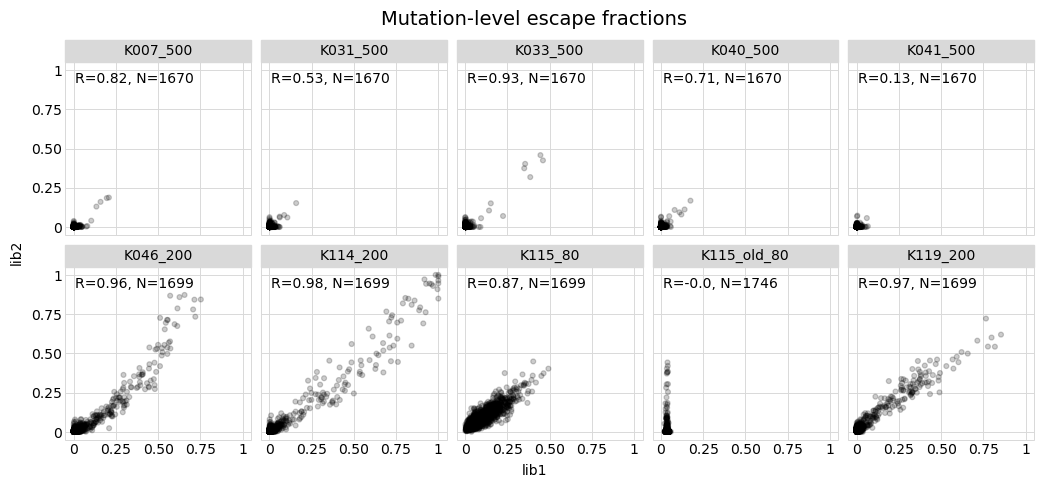 Mutation-level escape fractions
K007_500 K031_500 K033_500 K040_500 K041_500
1
R=0.82, N=1670 R=0.53, N=1670 R=0.93, N=1670 R=0.71, N=1670 R=0.13, N=1670
0.75
0.50
0.25
0
lib2
K046_200 K114_200 K115_80 K115_old_80 K119_200
1
R=0.96, N=1699 R=0.98, N=1699 R=0.87, N=1699 R=-0.0, N=1746 R=0.97, N=1699
0.75
0.50
0.25
0
0 0.25 0.50 0.75 1 0 0.25 0.50 0.75 1 0 0.25 0.50 0.75 1 0 0.25 0.50 0.75 1 0 0.25 0.50 0.75 1
lib1